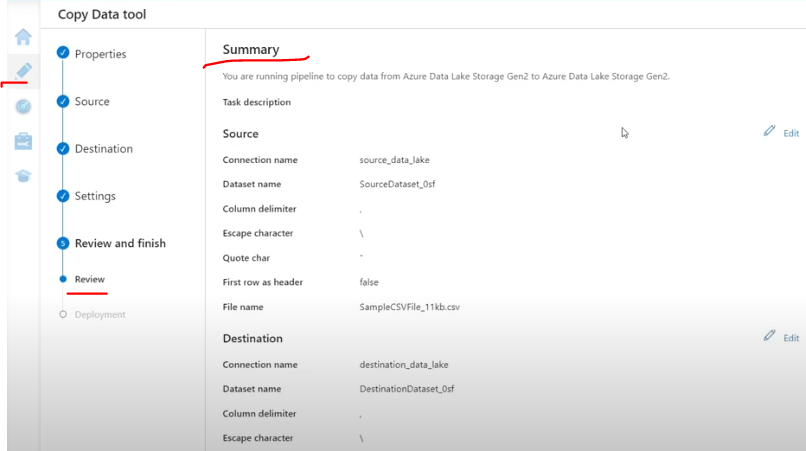 Copy Data tool
Properties
Source
Destination
Settings
5 Review and finish
Review
Deployment
Summary
You are running pipeline to copy data from Azure Data Lake Storage Gen2 to Azure Data Lake Storage Gen2.
Task description
Source Edit
Connection name source_data_lake
Dataset name SourceDataset_0sf
Column delimiter ,
Escape character \
Quote char "
First row as header false
File name SampleCSVFile_11kb.csv
Destination Edit
Connection name destination_data_lake
Dataset name DestinationDataset_0sf
Column delimiter ,
Escape character \